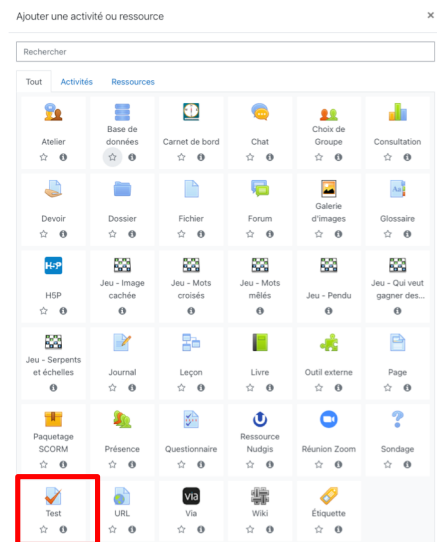 Ajouter une activité ou ressource ×
Rechercher
Tout Activités Ressources
Atelier
Base de
données
Carnet de bord
Chat
Choix de
Groupe
Consultation
Devoir
Dossier
Fichier
Forum
Galerie
d'images
Aa
Glossaire
H5P
H5P
Jeu - Image
cachée
Jeu - Mots
croisés
Jeu - Mots
mêlés
Jeu - Pendu
Jeu - Qui veut
gagner des...
Jeu - Serpents
et échelles
Journal
Leçon
Livre
Outil externe
Page
Paquetage
SCORM
Présence
Questionnaire
Ressource
Nudgis
Réunion Zoom
?
Sondage
Test
URL
via
Via
Wiki
Étiquette